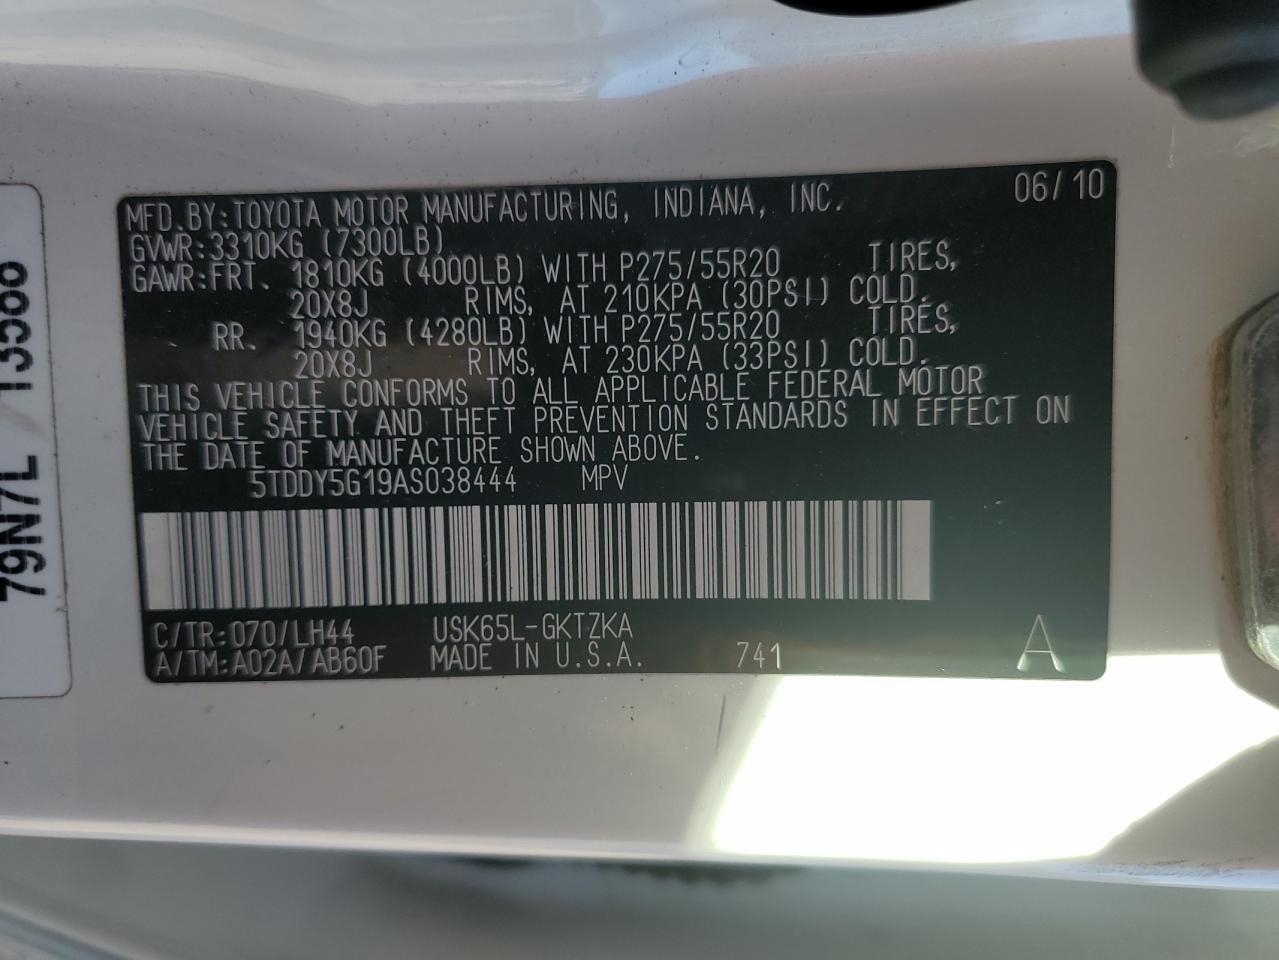 MFD.BY:TOYOTA MOTOR MANUFACTURING, INDIANA, INC. 06/10
GVWR:3310KG (7300LB)
GAWR:FRT. 1810KG (4000LB) WITH P275/55R20 TIRES,
20X8J RIMS, AT 210KPA (30PSI) COLD.
RR. 1940KG (4280LB) WITH P275/55R20 TIRES,
20X8J RIMS, AT 230KPA (33PSI) COLD.
THIS VEHICLE CONFORMS TO ALL APPLICABLE FEDERAL MOTOR
VEHICLE SAFETY AND THEFT PREVENTION STANDARDS IN EFFECT ON
THE DATE OF MANUFACTURE SHOWN ABOVE.
5TDDY5G19AS038444 MPV
C/TR:070/LH44 USK65L-GKTZKA
A/TM:A02A/AB60F MADE IN U.S.A. 741 A
79N7L 13588